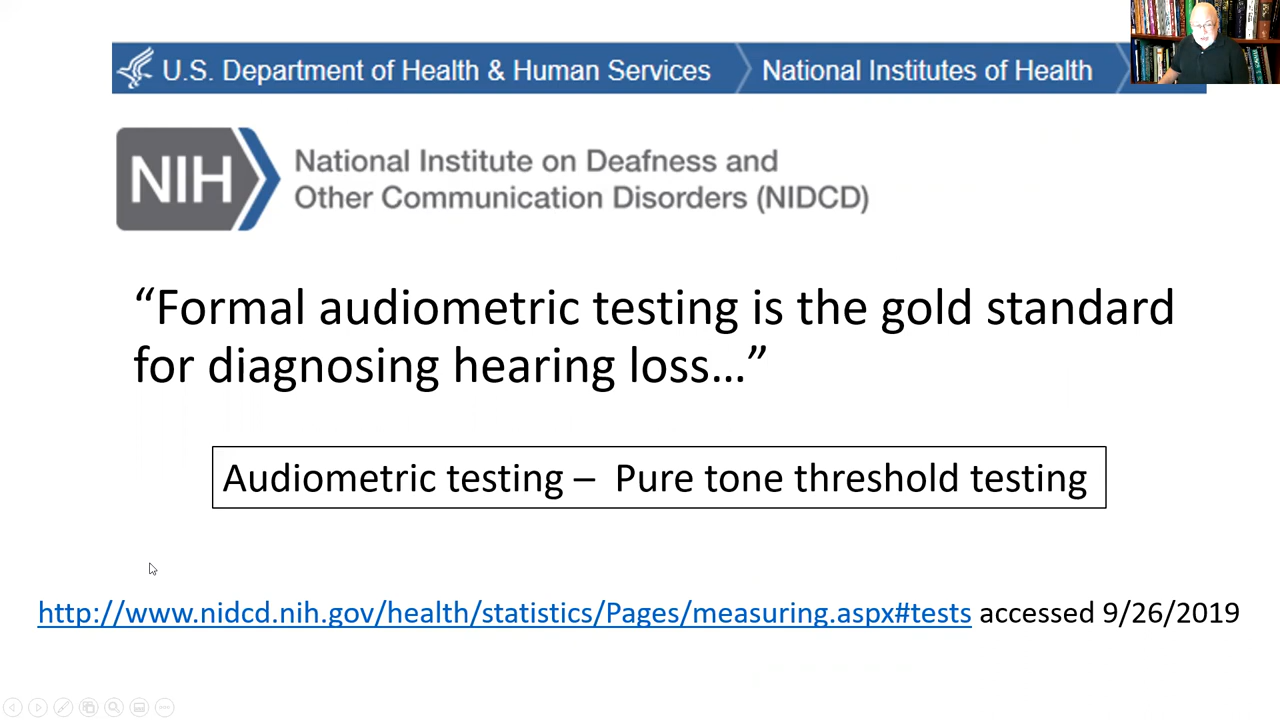 U.S. Department of Health & Human Services
National Institutes of Health
NIH
National Institute on Deafness and
Other Communication Disorders (NIDCD)
“Formal audiometric testing is the gold standard
for diagnosing hearing loss…”
Audiometric testing – Pure tone threshold testing
http://www.nidcd.nih.gov/health/statistics/Pages/measuring.aspx#tests accessed 9/26/2019